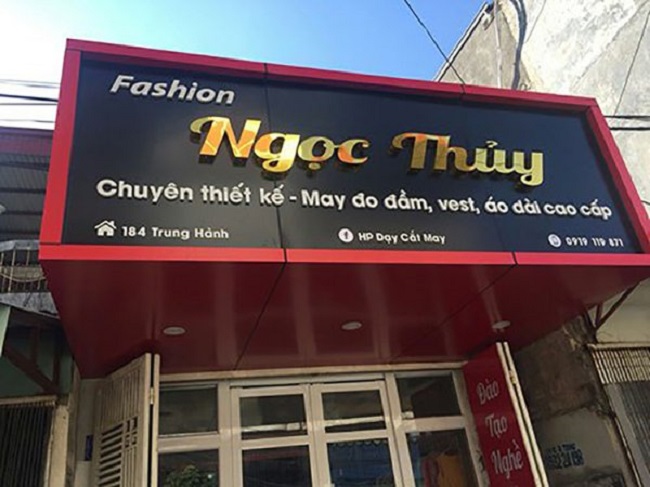 Fashion
Ngọc Thủy
Chuyên thiết kế - May đo đầm, vest, áo dài cao cấp
184 Trung Hành
HP Dạy Cắt May
0919 119 831
Đào
Tạo
Nghề